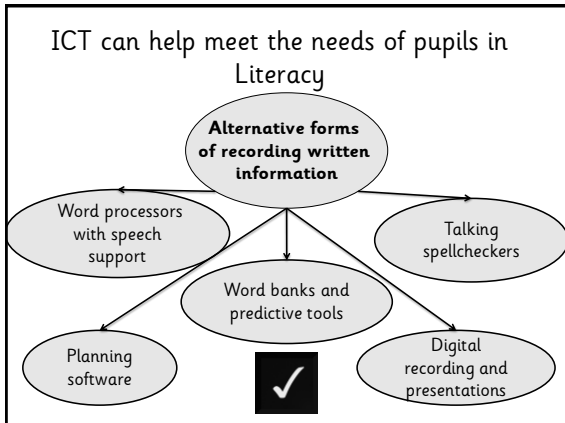 ICT can help meet the needs of pupils in
Literacy
Alternative forms
of recording written
information
Word processors
with speech
support
Talking
spellcheckers
Word banks and
predictive tools
Planning
software
Digital
recording and
presentations